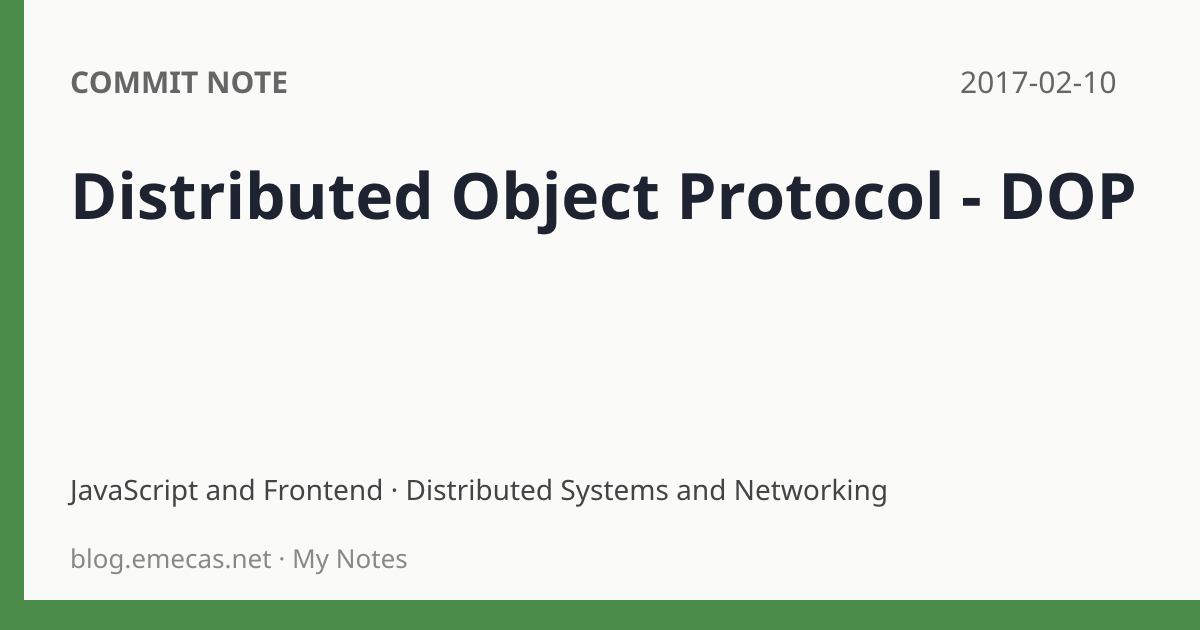 COMMIT NOTE
2017-02-10
Distributed Object Protocol - DOP
JavaScript and Frontend · Distributed Systems and Networking
blog.emecas.net · My Notes